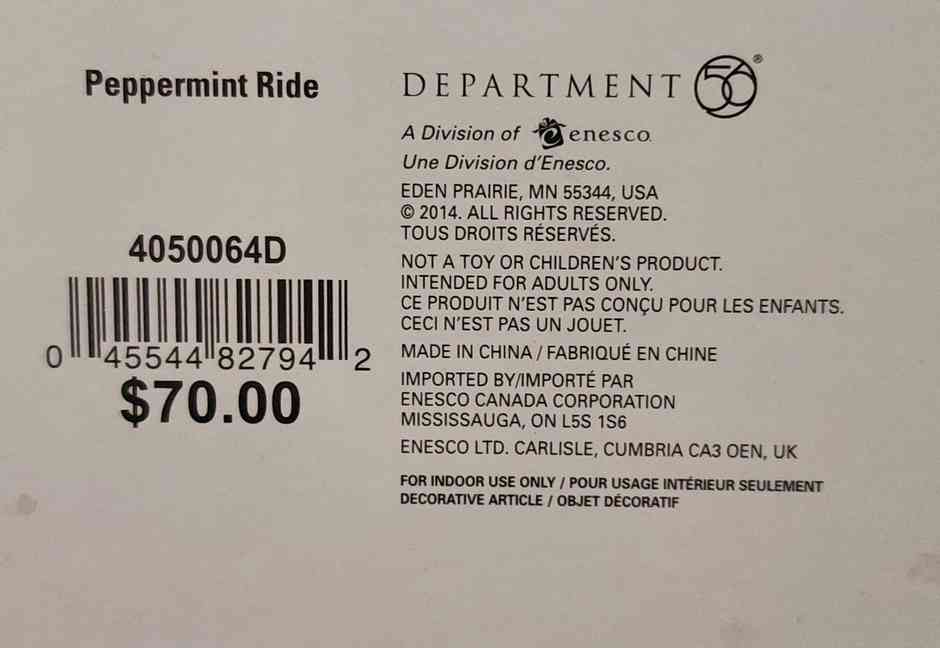 Peppermint Ride
4050064D
0 45544 82794 2
$70.00
DEPARTMENT 56®
A Division of enesco.
Une Division d'Enesco.
EDEN PRAIRIE, MN 55344, USA
© 2014. ALL RIGHTS RESERVED.
TOUS DROITS RÉSERVÉS.
NOT A TOY OR CHILDREN'S PRODUCT.
INTENDED FOR ADULTS ONLY.
CE PRODUIT N'EST PAS CONÇU POUR LES ENFANTS.
CECI N'EST PAS UN JOUET.
MADE IN CHINA / FABRIQUÉ EN CHINE
IMPORTED BY/IMPORTÉ PAR
ENESCO CANADA CORPORATION
MISSISSAUGA, ON L5S 1S6
ENESCO LTD. CARLISLE, CUMBRIA CA3 OEN, UK
FOR INDOOR USE ONLY / POUR USAGE INTÉRIEUR SEULEMENT
DECORATIVE ARTICLE / OBJET DÉCORATIF